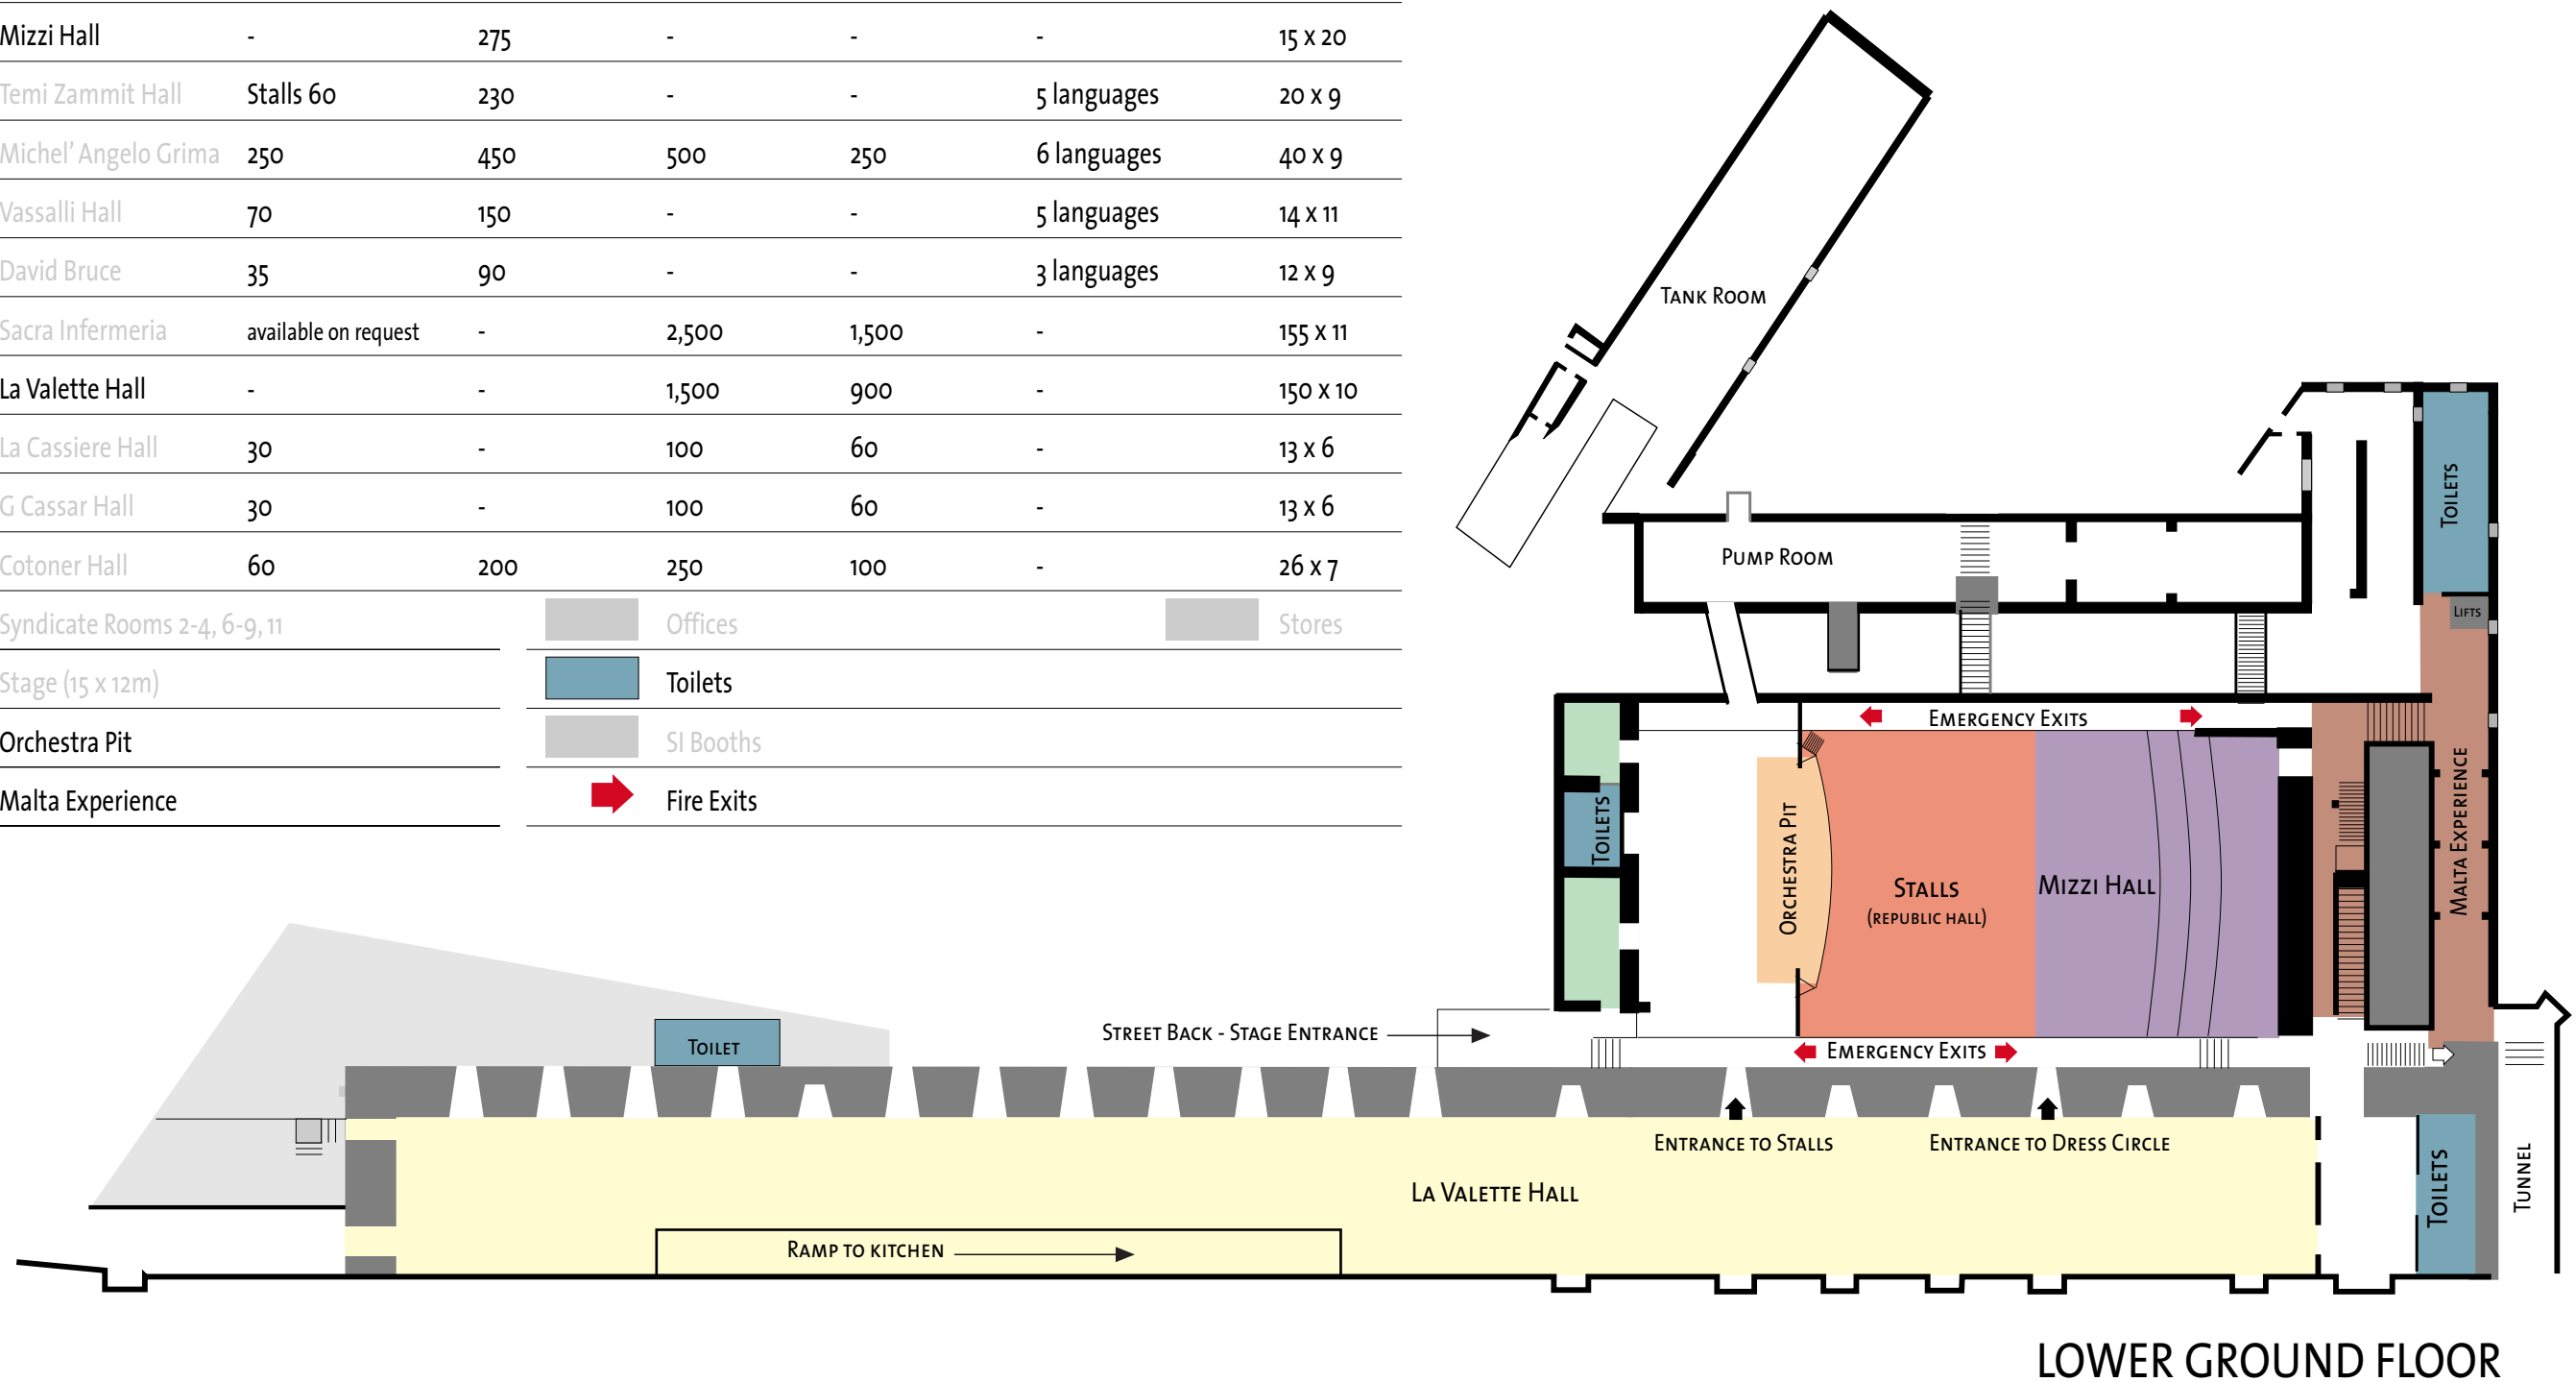 Mizzi Hall - 275 - - - 15 x 20
Temi Zammit Hall Stalls 60 230 - - 5 languages 20 x 9
Michel' Angelo Grima 250 450 500 250 6 languages 40 x 9
Vassalli Hall 70 150 - - 5 languages 14 x 11
David Bruce 35 90 - - 3 languages 12 x 9
Sacra Infermeria available on request - 2,500 1,500 - 155 x 11
La Valette Hall - - 1,500 900 - 150 x 10
La Cassiere Hall 30 - 100 60 - 13 x 6
G Cassar Hall 30 - 100 60 - 13 x 6
Cotoner Hall 60 200 250 100 - 26 x 7
Syndicate Rooms 2-4, 6-9, 11 Offices Stores
Stage (15 x 12m) Toilets
Orchestra Pit SI Booths
Malta Experience Fire Exits
Tank Room
Pump Room
Toilets
Lifts
Emergency Exits
Toilets
Orchestra Pit
Stalls
(republic hall)
Mizzi Hall
Malta Experience
Street Back - Stage Entrance
Toilet
Emergency Exits
Entrance to Stalls
Entrance to Dress Circle
La Valette Hall
Ramp to kitchen
Toilets
Tunnel
LOWER GROUND FLOOR